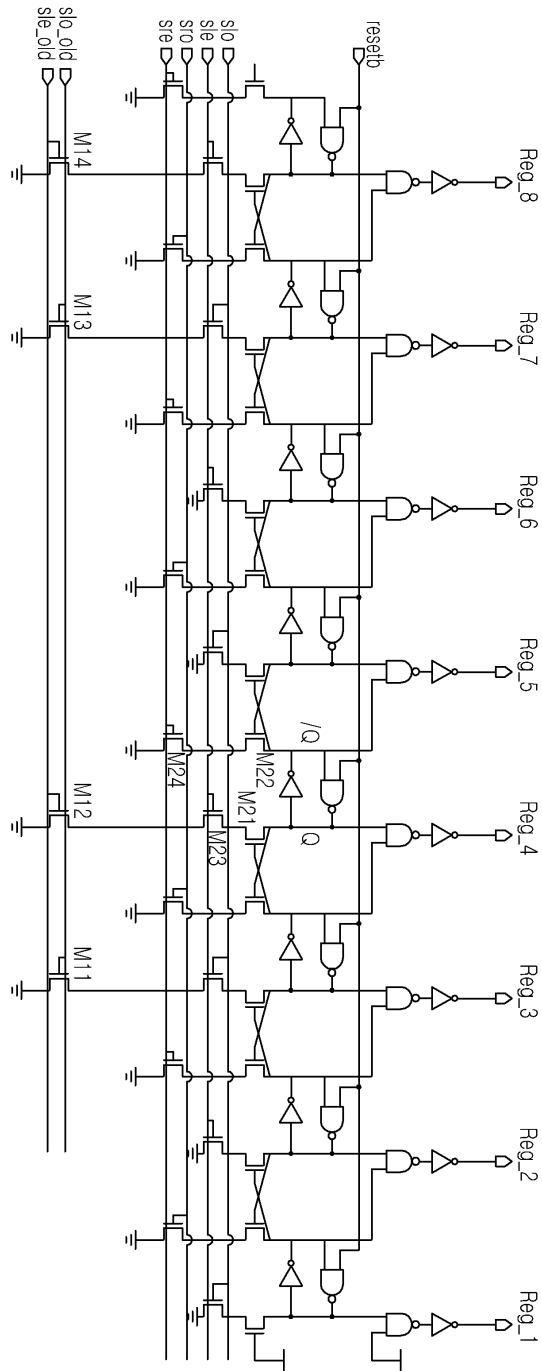 resetb
slo
sle
sro
sre
slo_old
sle_old
Reg_8
Reg_7
Reg_6
Reg_5
Reg_4
Reg_3
Reg_2
Reg_1
M14
M13
M12
M11
/Q
Q
M22
M21
M24
M23